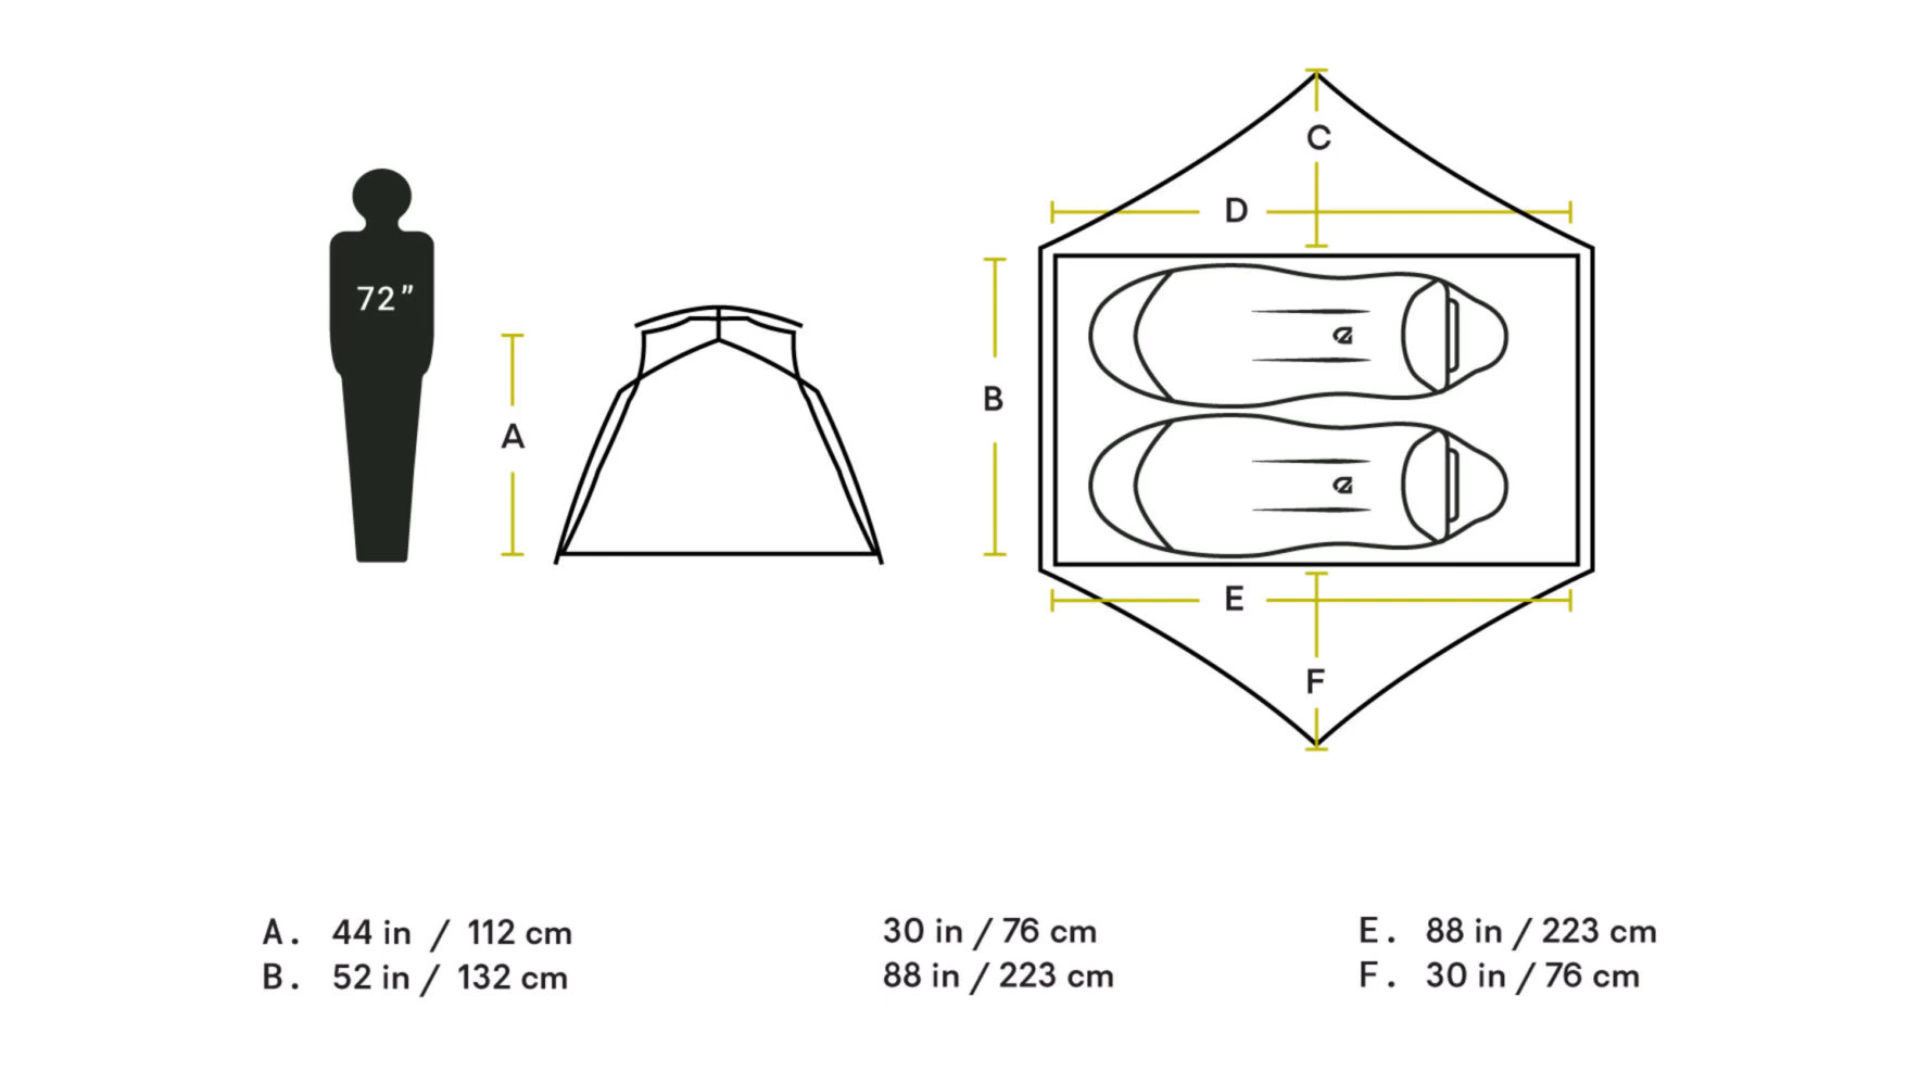 72"
A
B
C
D
E
F
A. 44 in / 112 cm
B. 52 in / 132 cm
30 in / 76 cm
88 in / 223 cm
E. 88 in / 223 cm
F. 30 in / 76 cm